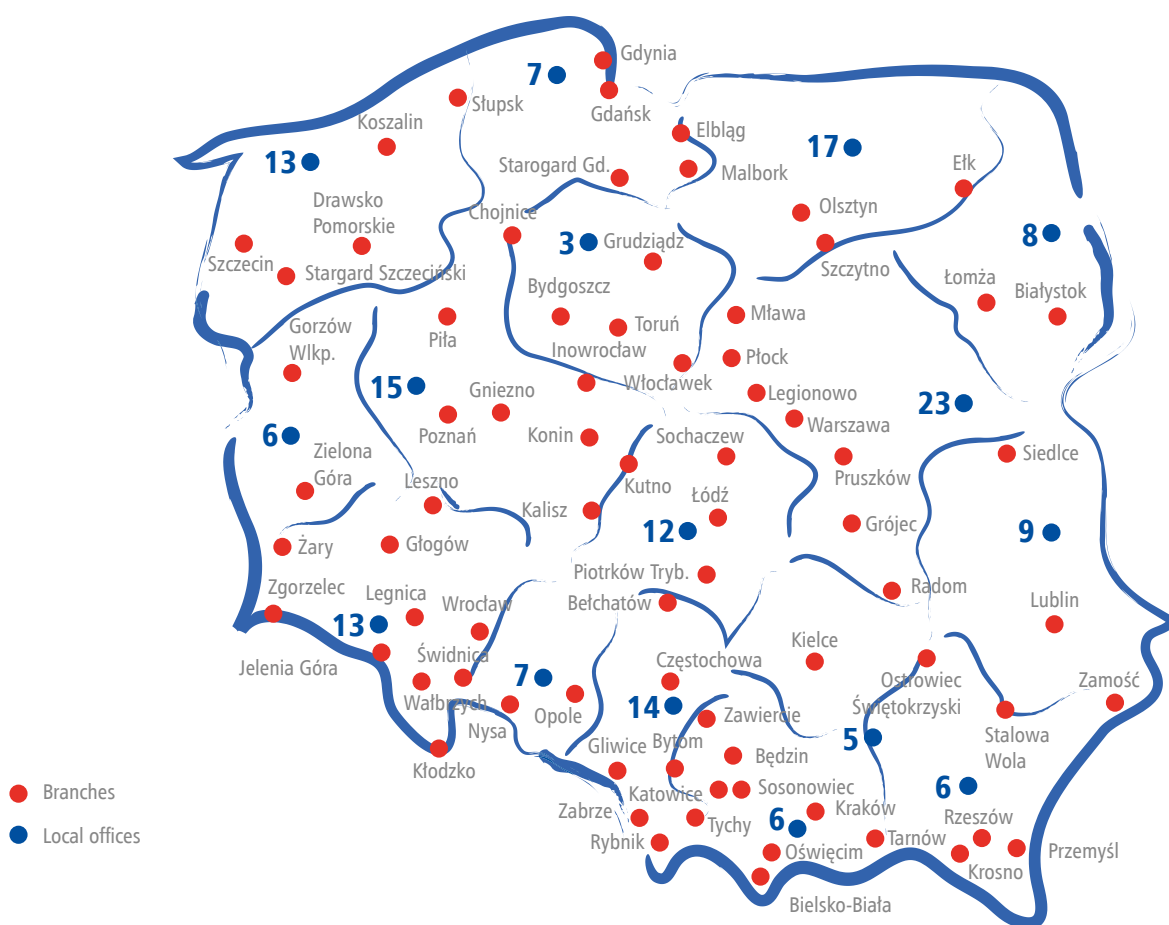 Gdynia
7
Słupsk
Gdańsk
Koszalin
Elbląg
13
17
Starogard Gd.
Malbork
Ełk
Drawsko
Pomorskie
Chojnice
Olsztyn
3
Grudziądz
8
Szczecin
Stargard Szczeciński
Szczytno
Łomża
Białystok
Bydgoszcz
Gorzów
Wlkp.
Piła
Toruń
Mława
Inowrocław
Płock
15
Gniezno
Włocławek
Legionowo
23
Poznań
Konin
Sochaczew
Warszawa
6
Zielona
Góra
Siedlce
Leszno
Kutno
Pruszków
Kalisz
Łódź
Grójec
12
9
Żary
Głogów
Piotrków Tryb.
Zgorzelec
Legnica
Wrocław
Bełchatów
Radom
Lublin
13
Kielce
Jelenia Góra
Świdnica
Częstochowa
Ostrowiec
Świętokrzyski
Zamość
7
Wałbrzych
Nysa
Opole
14
Zawiercie
Stalowa
Wola
5
Gliwice
Bytom
Będzin
Kłodzko
Katowice
Sosonowiec
6
Branches
Zabrze
Tychy
6
Kraków
Rzeszów
Local offices
Rybnik
Oświęcim
Tarnów
Krosno
Przemyśl
Bielsko-Biała